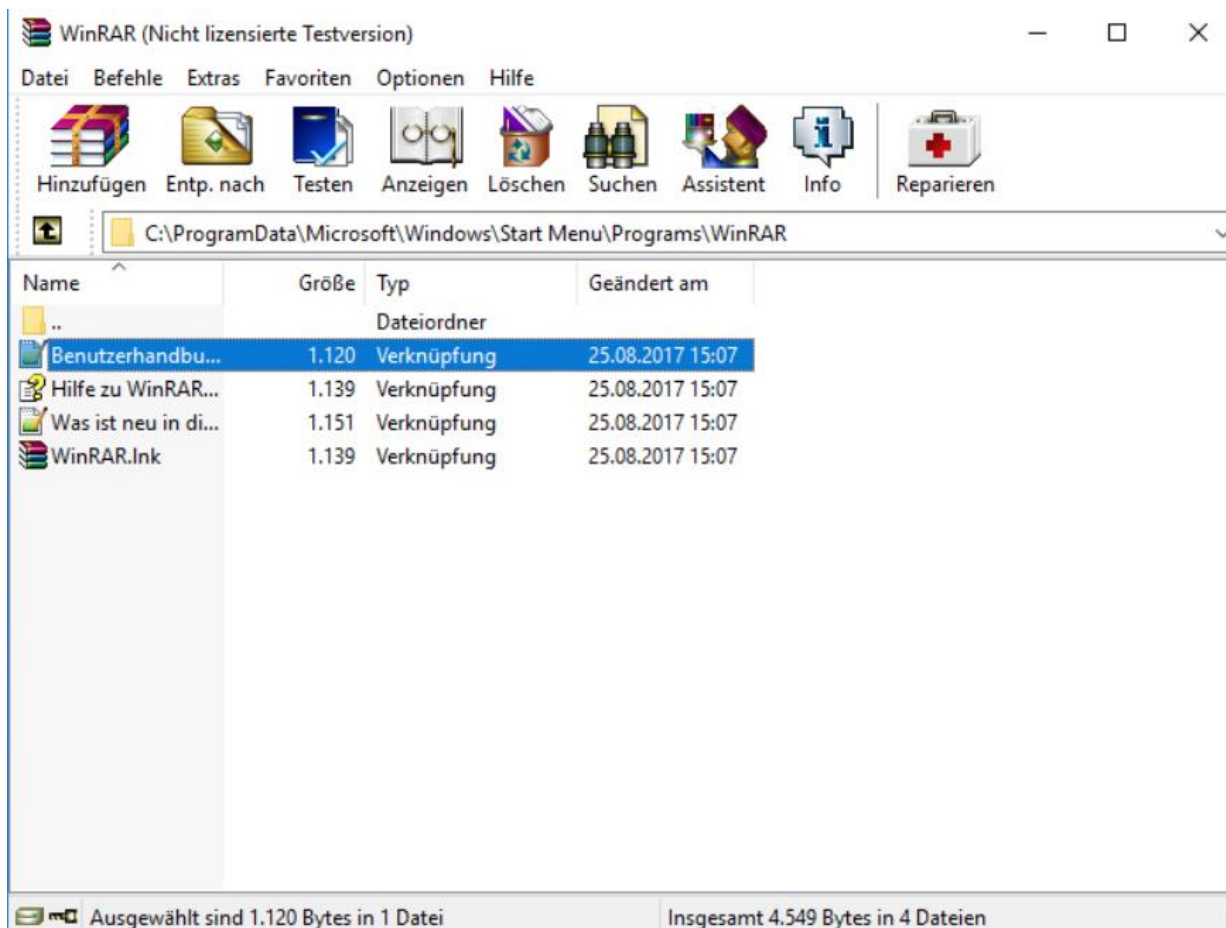 WinRAR (Nicht lizensierte Testversion)
Datei Befehle Extras Favoriten Optionen Hilfe
Hinzufügen Entp. nach Testen Anzeigen Löschen Suchen Assistent Info Reparieren
C:\ProgramData\Microsoft\Windows\Start Menu\Programs\WinRAR
Name Größe Typ Geändert am
.. Dateiordner
Benutzerhandbu... 1.120 Verknüpfung 25.08.2017 15:07
Hilfe zu WinRAR... 1.139 Verknüpfung 25.08.2017 15:07
Was ist neu in di... 1.151 Verknüpfung 25.08.2017 15:07
WinRAR.lnk 1.139 Verknüpfung 25.08.2017 15:07
Ausgewählt sind 1.120 Bytes in 1 Datei Insgesamt 4.549 Bytes in 4 Dateien